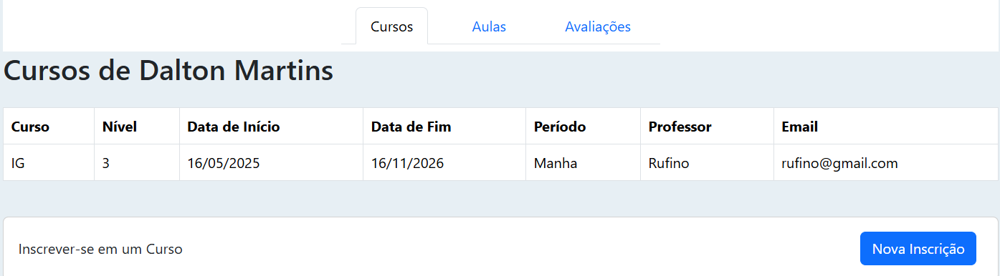 Cursos Aulas Avaliações
Cursos de Dalton Martins
Curso Nível Data de Início Data de Fim Período Professor Email
IG 3 16/05/2025 16/11/2026 Manha Rufino rufino@gmail.com
Inscrever-se em um Curso Nova Inscrição